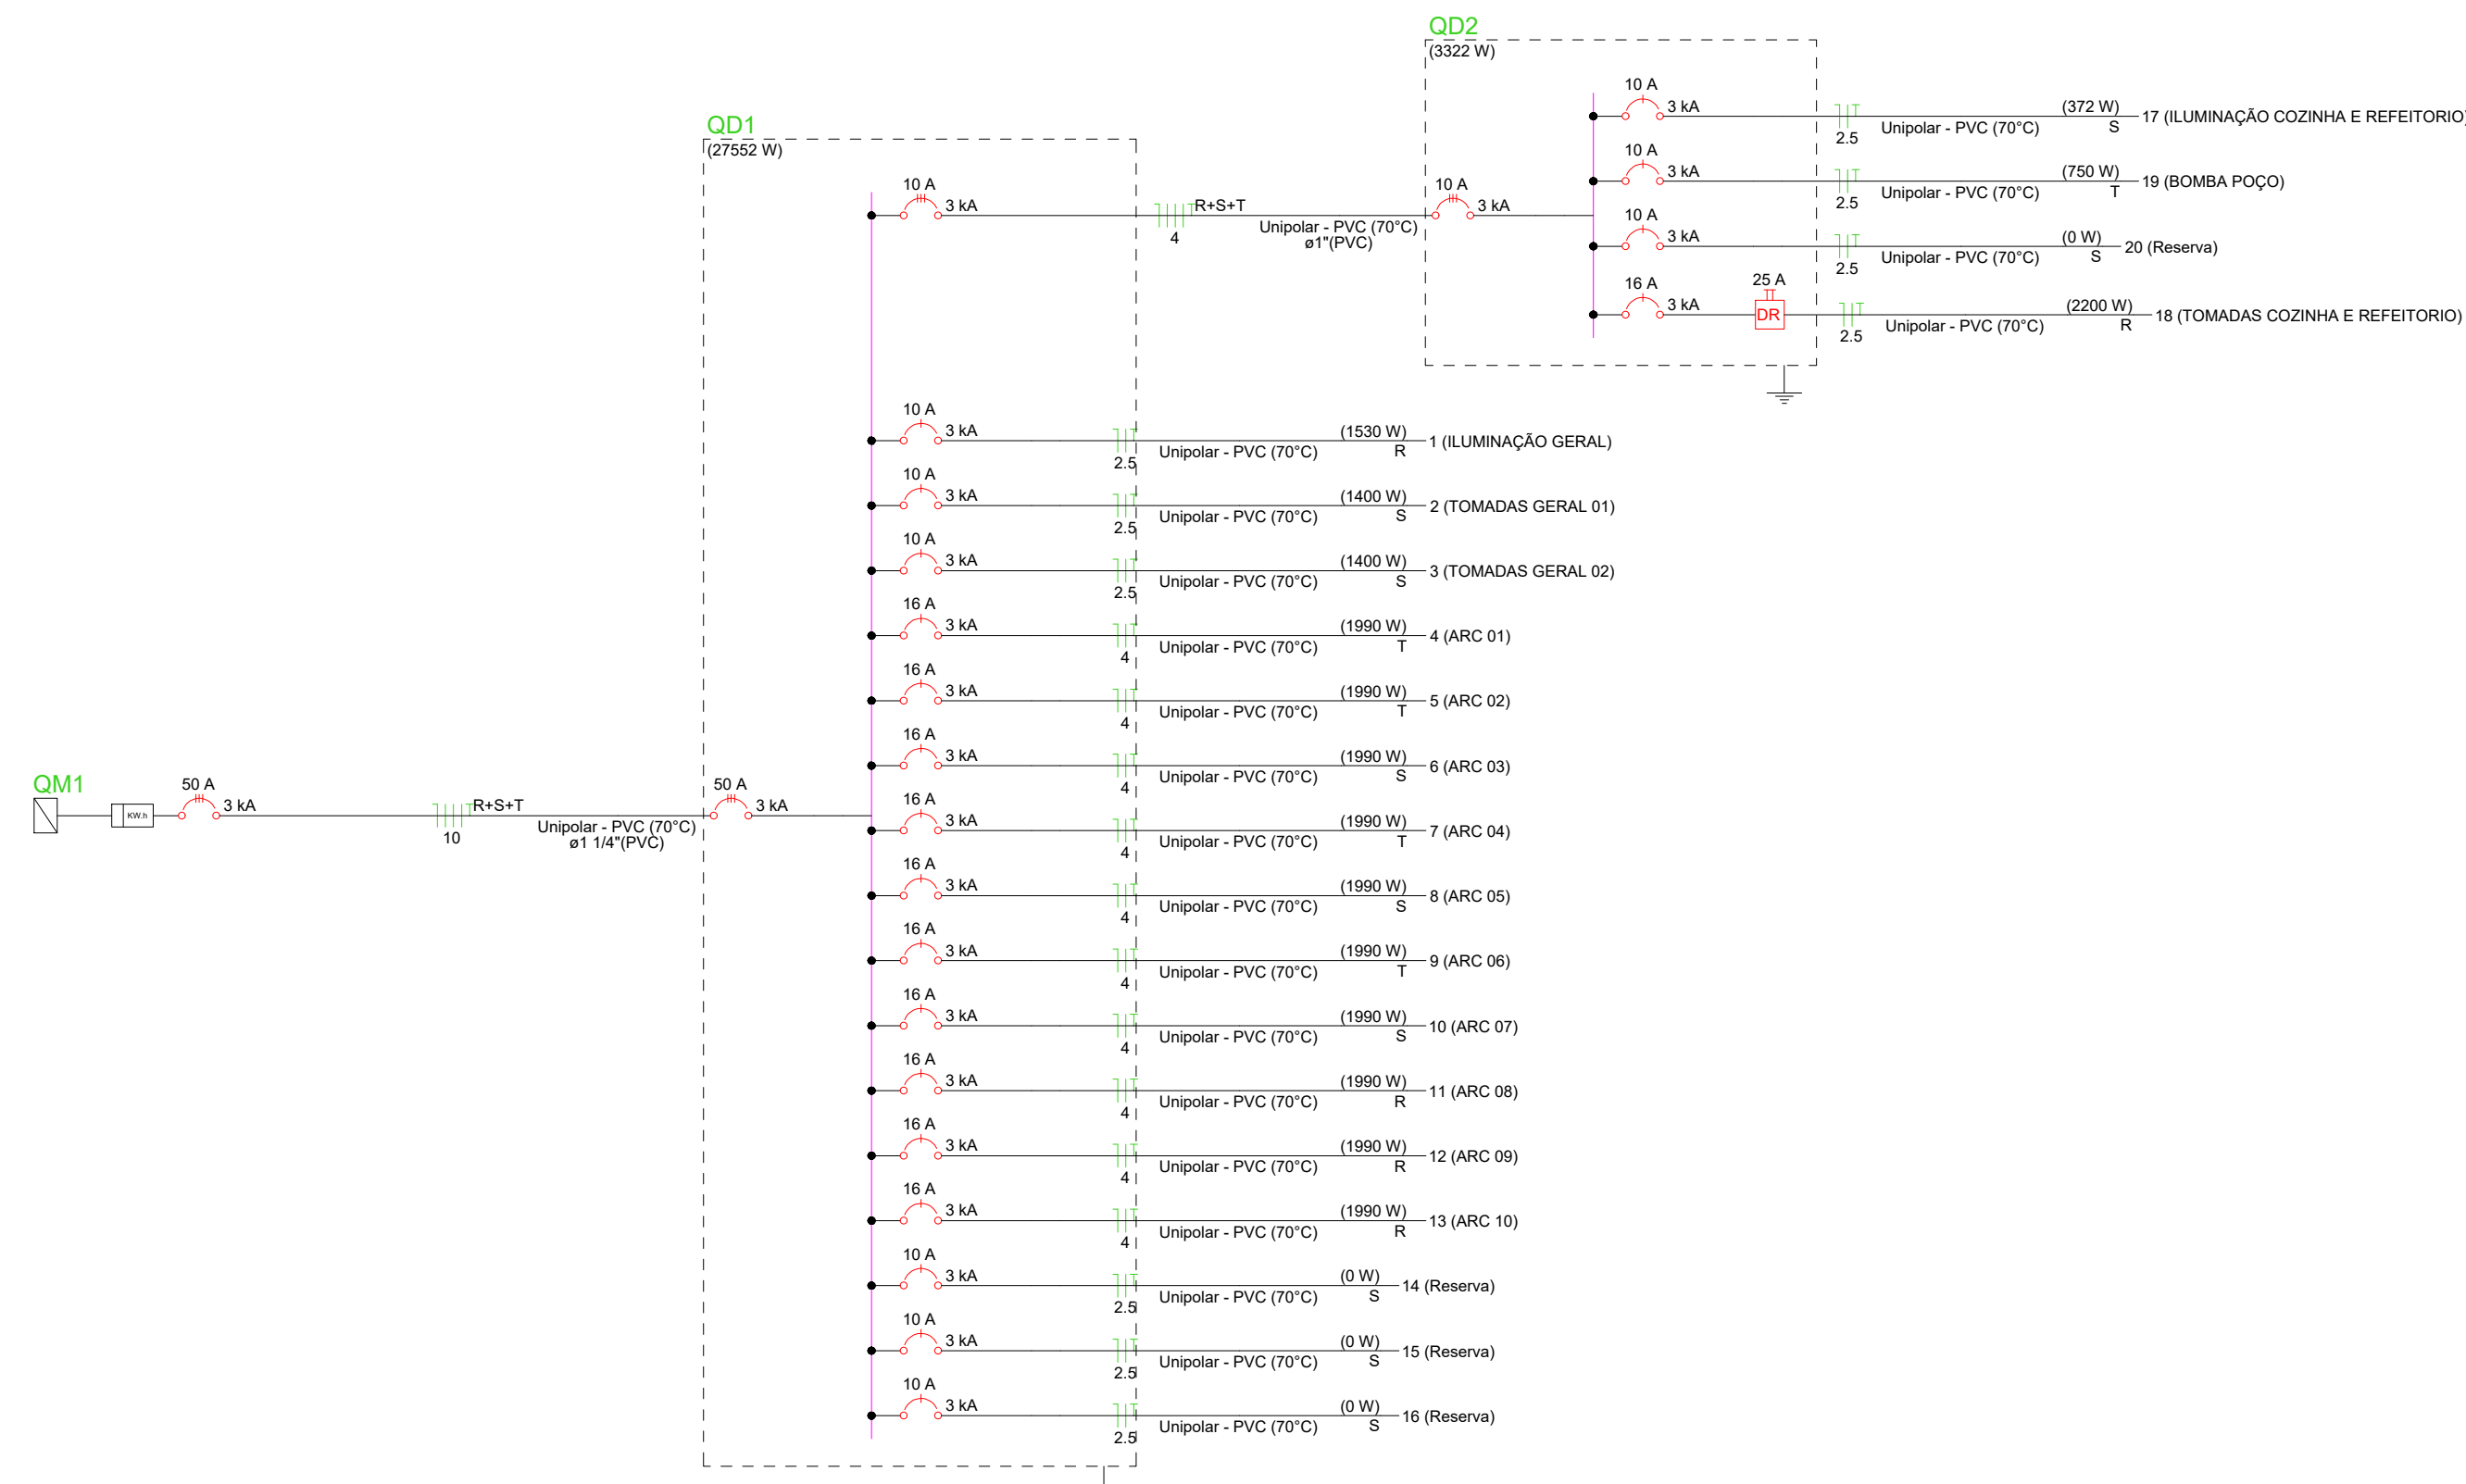 QD2
(3322 W)
10 A
3 kA
2.5
Unipolar - PVC (70°C)
(372 W)
S
17 (ILUMINAÇÃO COZINHA E REFEITORIO)
10 A
3 kA
2.5
Unipolar - PVC (70°C)
(750 W)
T
19 (BOMBA POÇO)
10 A
3 kA
10 A
3 kA
2.5
Unipolar - PVC (70°C)
(0 W)
S
20 (Reserva)
16 A
3 kA
25 A
DR
2.5
Unipolar - PVC (70°C)
(2200 W)
R
18 (TOMADAS COZINHA E REFEITORIO)
QD1
(27552 W)
10 A
3 kA
R+S+T
4
Unipolar - PVC (70°C)
ø1"(PVC)
10 A
3 kA
2.5
Unipolar - PVC (70°C)
(1530 W)
R
1 (ILUMINAÇÃO GERAL)
10 A
3 kA
2.5
Unipolar - PVC (70°C)
(1400 W)
S
2 (TOMADAS GERAL 01)
10 A
3 kA
2.5
Unipolar - PVC (70°C)
(1400 W)
S
3 (TOMADAS GERAL 02)
16 A
3 kA
4
Unipolar - PVC (70°C)
(1990 W)
T
4 (ARC 01)
16 A
3 kA
4
Unipolar - PVC (70°C)
(1990 W)
T
5 (ARC 02)
16 A
3 kA
4
Unipolar - PVC (70°C)
(1990 W)
S
6 (ARC 03)
QM1
KW.h
50 A
3 kA
R+S+T
10
Unipolar - PVC (70°C)
ø1 1/4"(PVC)
50 A
3 kA
16 A
3 kA
4
Unipolar - PVC (70°C)
(1990 W)
T
7 (ARC 04)
16 A
3 kA
4
Unipolar - PVC (70°C)
(1990 W)
S
8 (ARC 05)
16 A
3 kA
4
Unipolar - PVC (70°C)
(1990 W)
T
9 (ARC 06)
16 A
3 kA
4
Unipolar - PVC (70°C)
(1990 W)
S
10 (ARC 07)
16 A
3 kA
4
Unipolar - PVC (70°C)
(1990 W)
R
11 (ARC 08)
16 A
3 kA
4
Unipolar - PVC (70°C)
(1990 W)
R
12 (ARC 09)
16 A
3 kA
4
Unipolar - PVC (70°C)
(1990 W)
R
13 (ARC 10)
10 A
3 kA
2.5
Unipolar - PVC (70°C)
(0 W)
S
14 (Reserva)
10 A
3 kA
2.5
Unipolar - PVC (70°C)
(0 W)
S
15 (Reserva)
10 A
3 kA
2.5
Unipolar - PVC (70°C)
(0 W)
S
16 (Reserva)